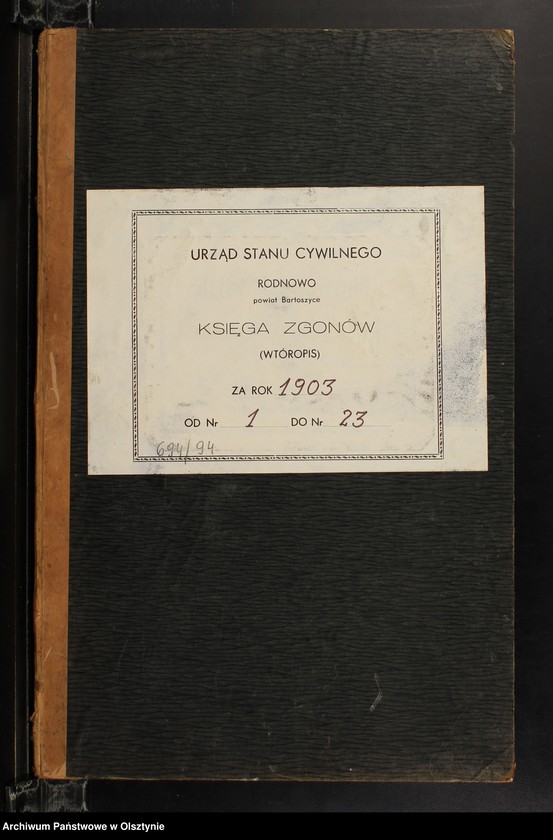 URZĄD STANU CYWILNEGO
RODNOWO
powiat Bartoszyce
KSIĘGA ZGONÓW
(WTÓROPIS)
ZA ROK 1903
OD Nr 1 DO Nr 23
694/94
Archiwum Państwowe w Olsztynie